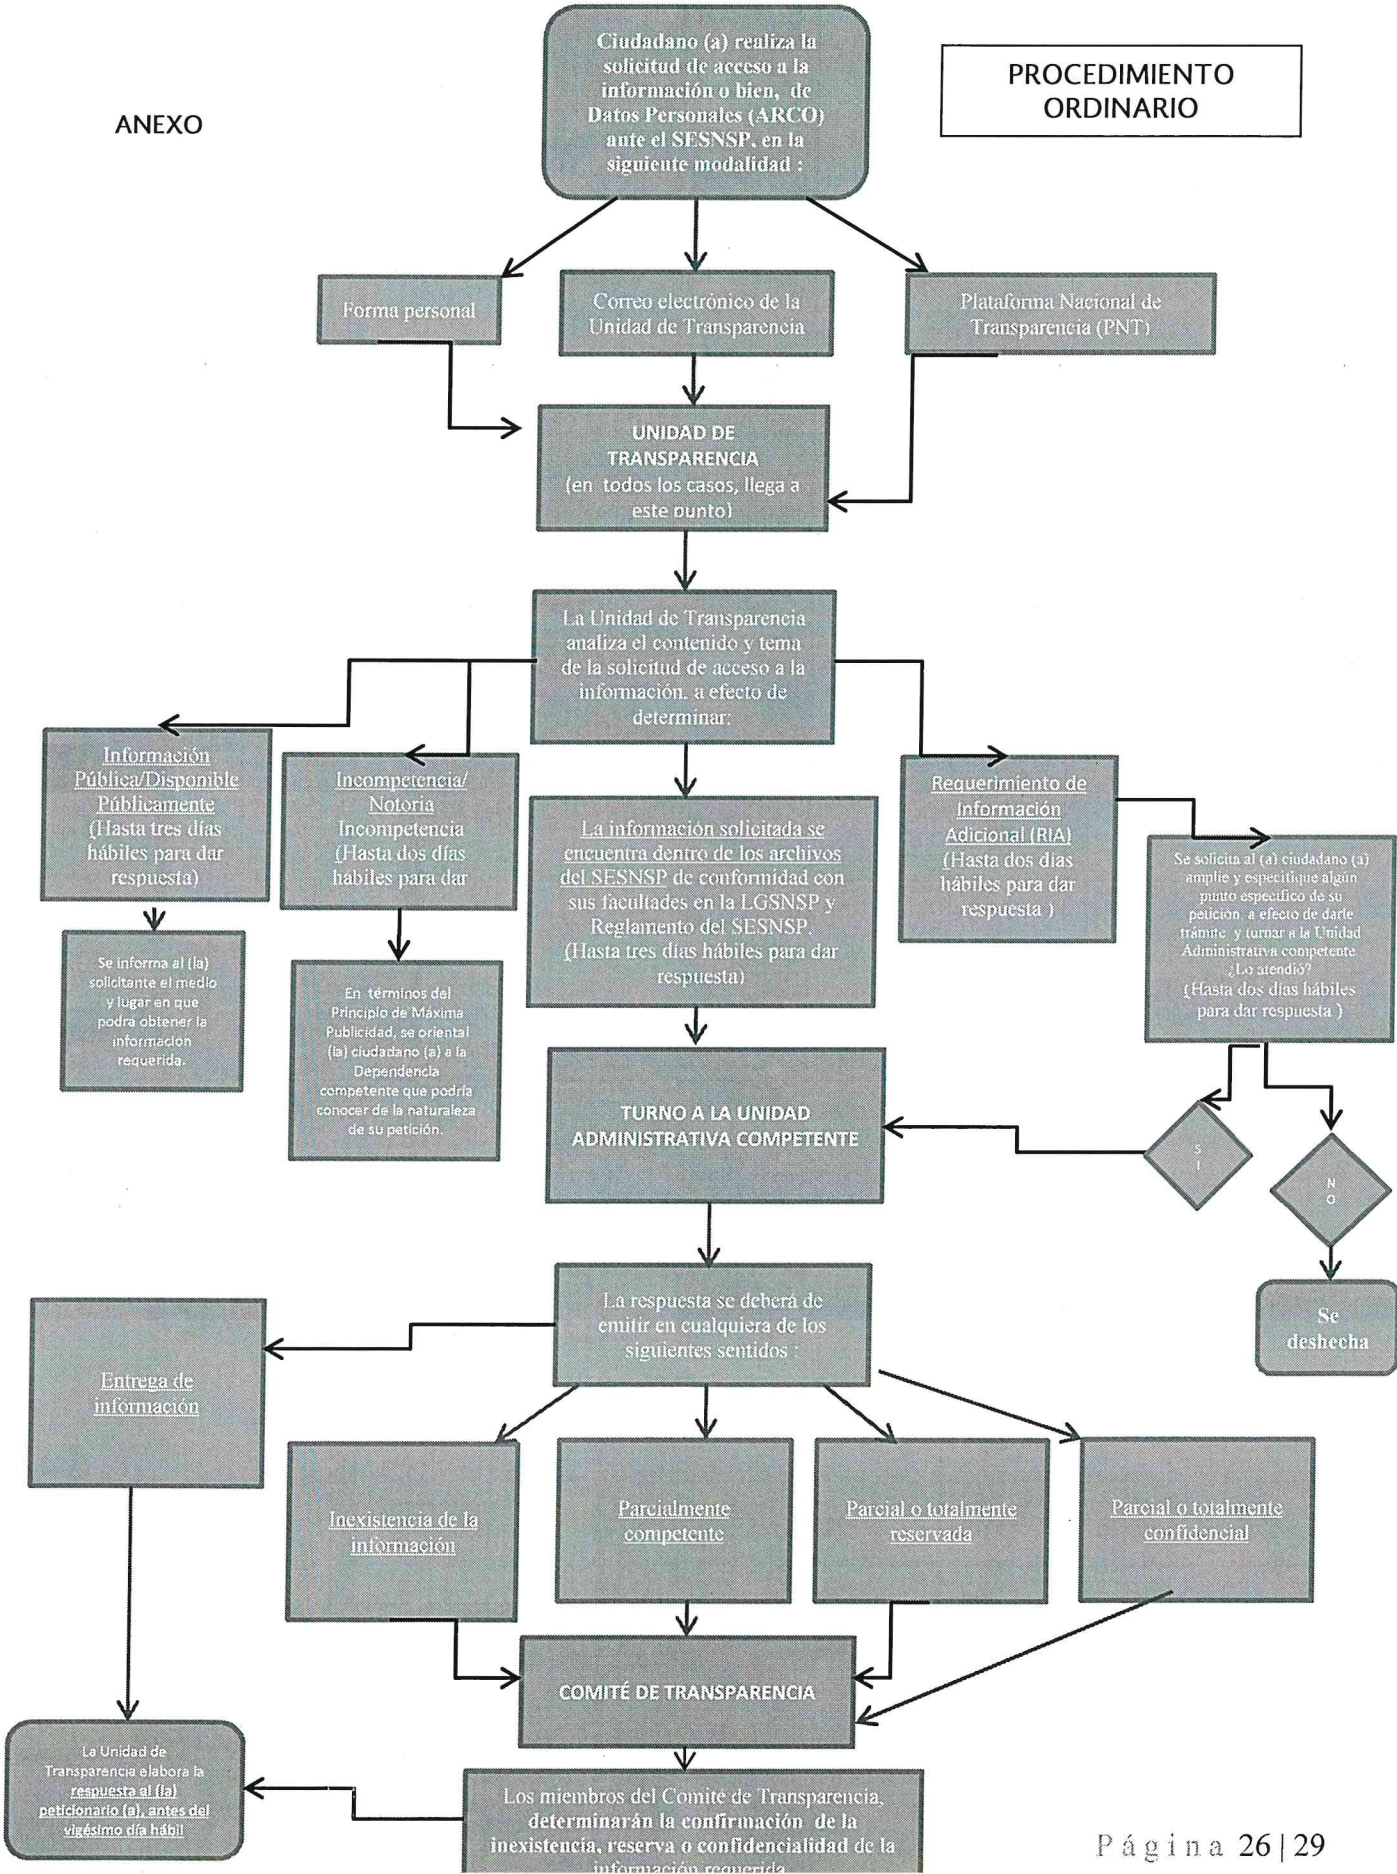 Ciudadano (a) realiza la
solicitud de acceso a la
información o bien, de
Datos Personales (ARCO)
ante el SESNSP, en la
siguiente modalidad :
PROCEDIMIENTO
ORDINARIO
ANEXO
Forma personal
Correo electrónico de la
Unidad de Transparencia
Plataforma Nacional de
Transparencia (PNT)
UNIDAD DE
TRANSPARENCIA
(en todos los casos, llega a
este punto)
La Unidad de Transparencia
analiza el contenido y tema
de la solicitud de acceso a la
información, a efecto de
determinar:
Información
Pública/Disponible
Públicamente
(Hasta tres días
hábiles para dar
respuesta)
Incompetencia/
Notoria
Incompetencia
(Hasta dos días
hábiles para dar
La información solicitada se
encuentra dentro de los archivos
del SESNSP de conformidad con
sus facultades en la LGSNSP y
Reglamento del SESNSP.
(Hasta tres días hábiles para dar
respuesta)
Requerimiento de
Información
Adicional (RIA)
(Hasta dos días
hábiles para dar
respuesta )
Se solicita al (a) ciudadano (a)
amplíe y especifique algún
punto específico de su
petición, a efecto de darle
trámite y turnar a la Unidad
Administrativa competente
¿Lo atendió?
(Hasta dos días hábiles
para dar respuesta )
Se informa al (la)
solicitante el medio
y lugar en que
podrá obtener la
información
requerida.
En términos del
Principio de Máxima
Publicidad, se oriental
(la) ciudadano (a) a la
Dependencia
competente que podría
conocer de la naturaleza
de su petición.
TURNO A LA UNIDAD
ADMINISTRATIVA COMPETENTE
S
I
N
O
Se
deshecha
La respuesta se deberá de
emitir en cualquiera de los
siguientes sentidos :
Entrega de
información
Inexistencia de la
información
Parcialmente
competente
Parcial o totalmente
reservada
Parcial o totalmente
confidencial
COMITÉ DE TRANSPARENCIA
La Unidad de
Transparencia elabora la
respuesta al (la)
peticionario (a), antes del
vigésimo día hábil
Los miembros del Comité de Transparencia,
determinarán la confirmación de la
inexistencia, reserva o confidencialidad de la
información requerida
Página 26|29